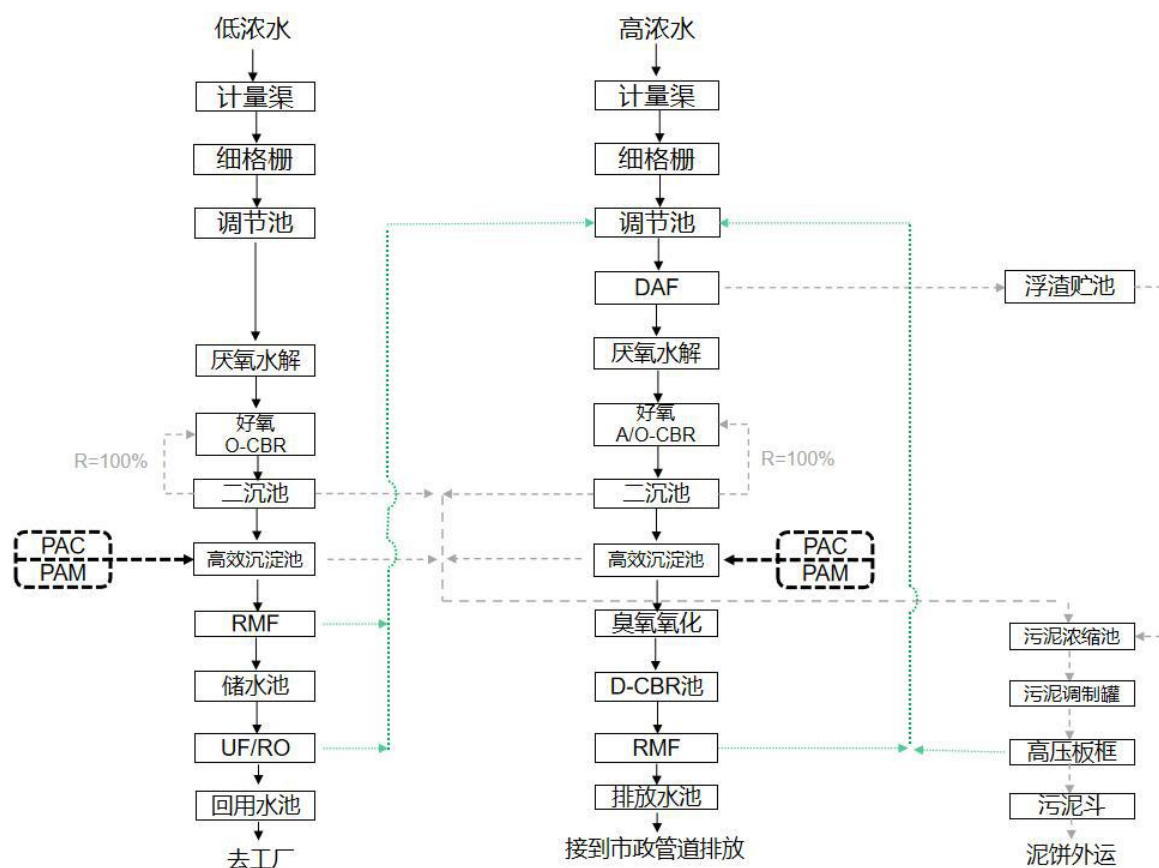 低浓水
计量渠
细格栅
调节池
厌氧水解
好氧
O-CBR
R=100%
二沉池
PAC
PAM
高效沉淀池
RMF
储水池
UF/RO
回用水池
去工厂
高浓水
计量渠
细格栅
调节池
DAF
厌氧水解
好氧
A/O-CBR
R=100%
二沉池
高效沉淀池
PAC
PAM
臭氧氧化
D-CBR池
RMF
排放水池
接到市政管道排放
浮渣贮池
污泥浓缩池
污泥调制罐
高压板框
污泥斗
泥饼外运